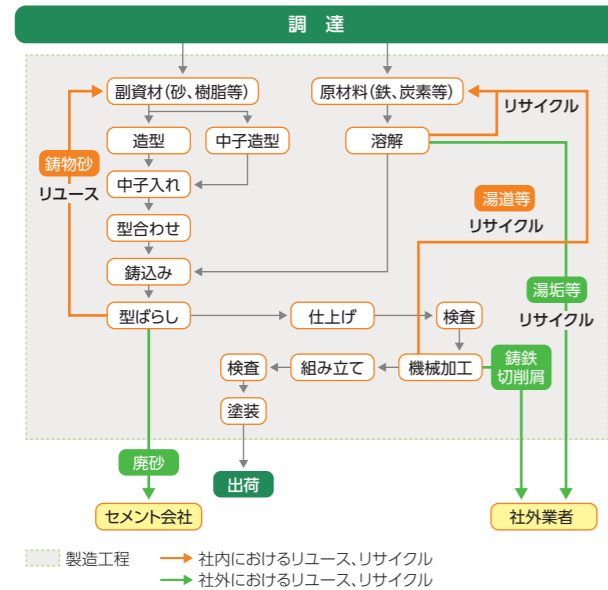 調 達
副資材(砂、樹脂等)
原材料(鉄、炭素等)
リサイクル
造型
中子造型
溶解
鋳物砂
リユース
中子入れ
湯道等
リサイクル
型合わせ
鋳込み
湯垢等
リサイクル
型ばらし
仕上げ
検査
鋳鉄
切削屑
検査
組み立て
機械加工
塗装
廃砂
出荷
セメント会社
社外業者
製造工程
社内におけるリユース、リサイクル
社外におけるリユース、リサイクル